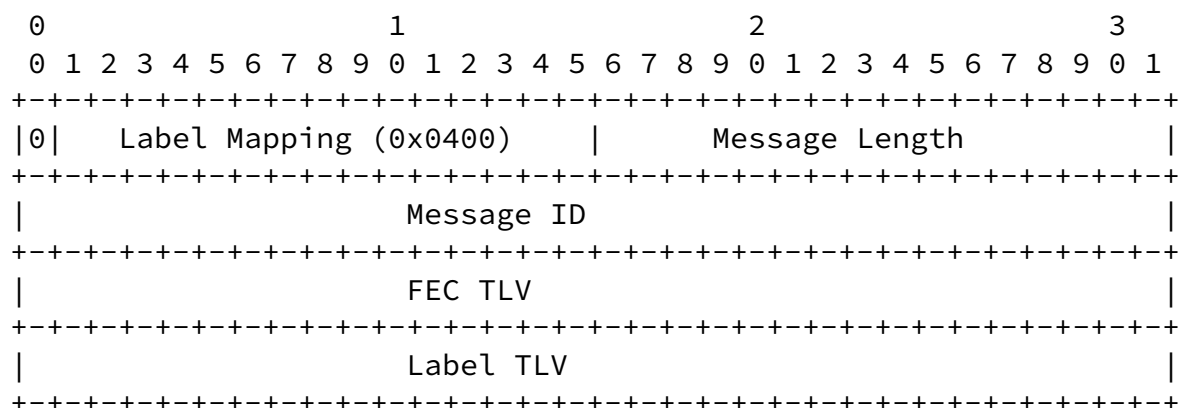 0                   1                   2                   3
 0 1 2 3 4 5 6 7 8 9 0 1 2 3 4 5 6 7 8 9 0 1 2 3 4 5 6 7 8 9 0 1
+-+-+-+-+-+-+-+-+-+-+-+-+-+-+-+-+-+-+-+-+-+-+-+-+-+-+-+-+-+-+-+-+
|0|   Label Mapping (0x0400)    |      Message Length           |
+-+-+-+-+-+-+-+-+-+-+-+-+-+-+-+-+-+-+-+-+-+-+-+-+-+-+-+-+-+-+-+-+
|                     Message ID                                |
+-+-+-+-+-+-+-+-+-+-+-+-+-+-+-+-+-+-+-+-+-+-+-+-+-+-+-+-+-+-+-+-+
|                     FEC TLV                                   |
+-+-+-+-+-+-+-+-+-+-+-+-+-+-+-+-+-+-+-+-+-+-+-+-+-+-+-+-+-+-+-+-+
|                     Label TLV                                 |
+-+-+-+-+-+-+-+-+-+-+-+-+-+-+-+-+-+-+-+-+-+-+-+-+-+-+-+-+-+-+-+-+